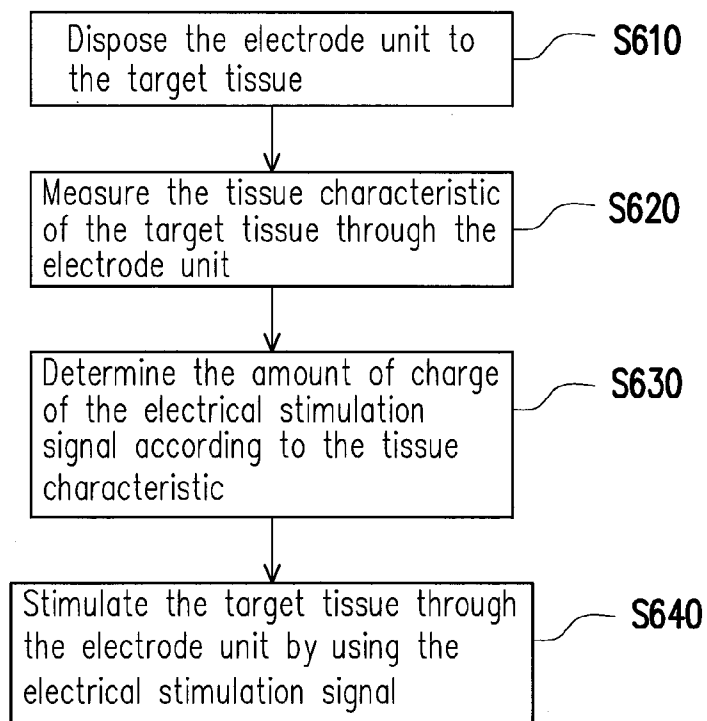 Dispose the electrode unit to
the target tissue
S610
Measure the tissue characteristic
of the target tissue through the
electrode unit
S620
Determine the amount of charge
of the electrical stimulation
signal according to the tissue
characteristic
S630
Stimulate the target tissue through
the electrode unit by using the
electrical stimulation signal
S640